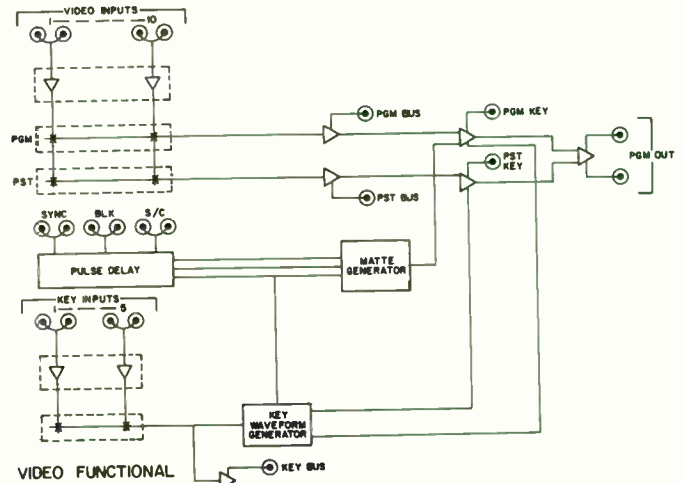 VIDEO INPUTS
1 10
PGM
PST
PGM BUS
PST BUS
PGM KEY
PST
KEY
PGM OUT
SYNC BLK S/C
PULSE DELAY
MATTE
GENERATOR
KEY INPUTS
1 5
KEY
WAVEFORM
GENERATOR
KEY BUS
VIDEO FUNCTIONAL